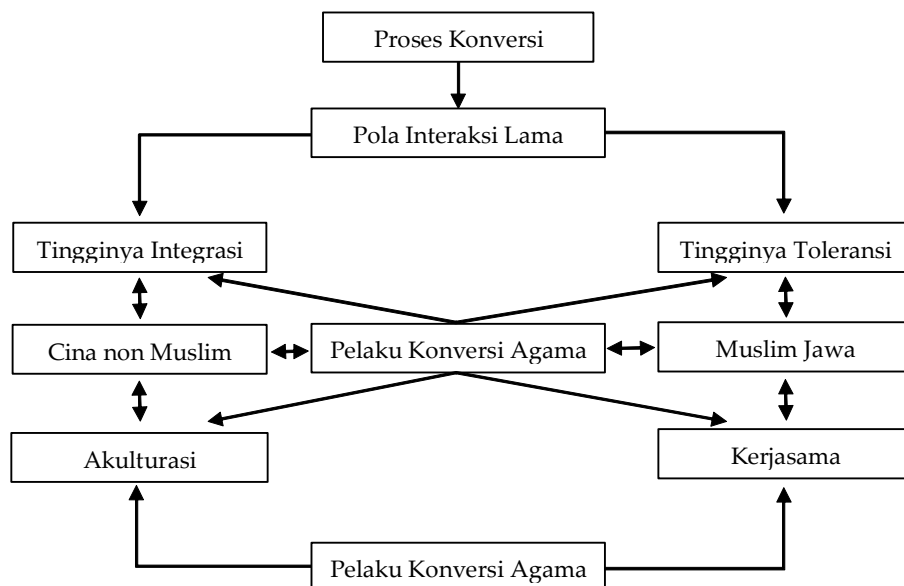 Proses Konversi
Pola Interaksi Lama
Tingginya Integrasi
Tingginya Toleransi
Cina non Muslim
Pelaku Konversi Agama
Muslim Jawa
Akulturasi
Kerjasama
Pelaku Konversi Agama